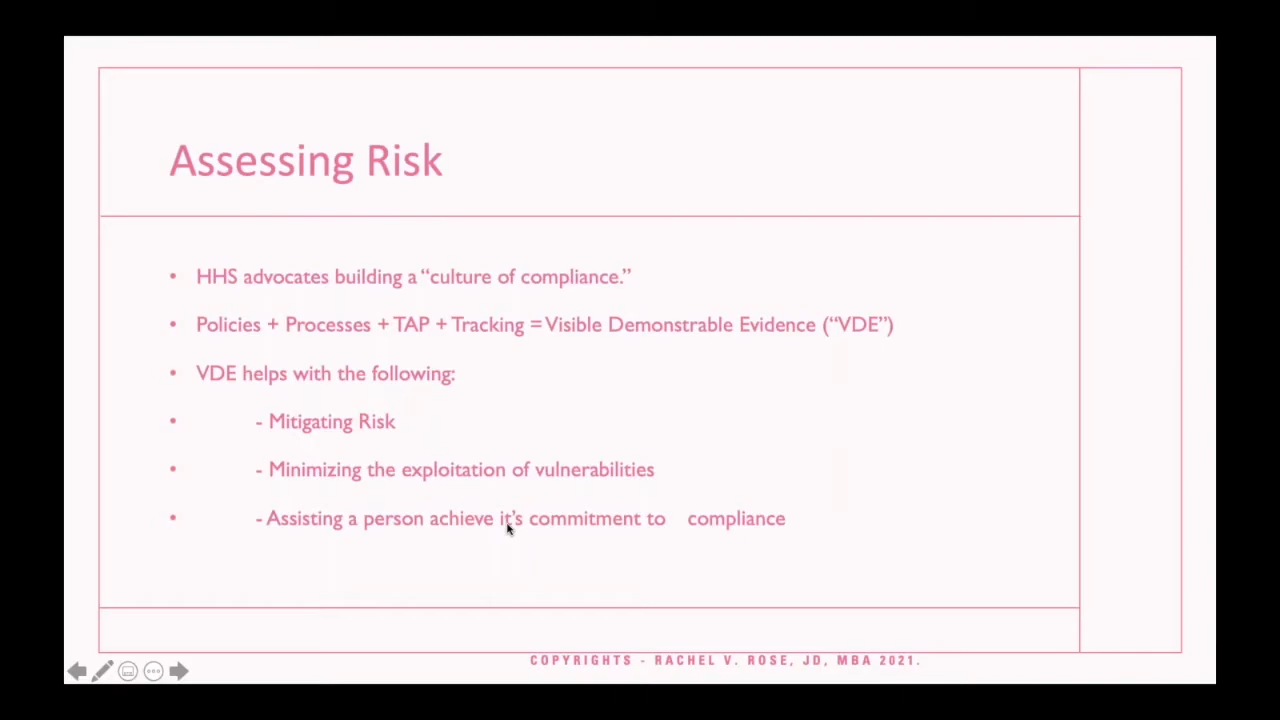 Assessing Risk
• HHS advocates building a “culture of compliance.”
• Policies + Processes + TAP + Tracking = Visible Demonstrable Evidence (“VDE”)
• VDE helps with the following:
• - Mitigating Risk
• - Minimizing the exploitation of vulnerabilities
• - Assisting a person achieve it’s commitment to compliance
COPYRIGHTS - RACHEL V. ROSE, JD, MBA 2021.